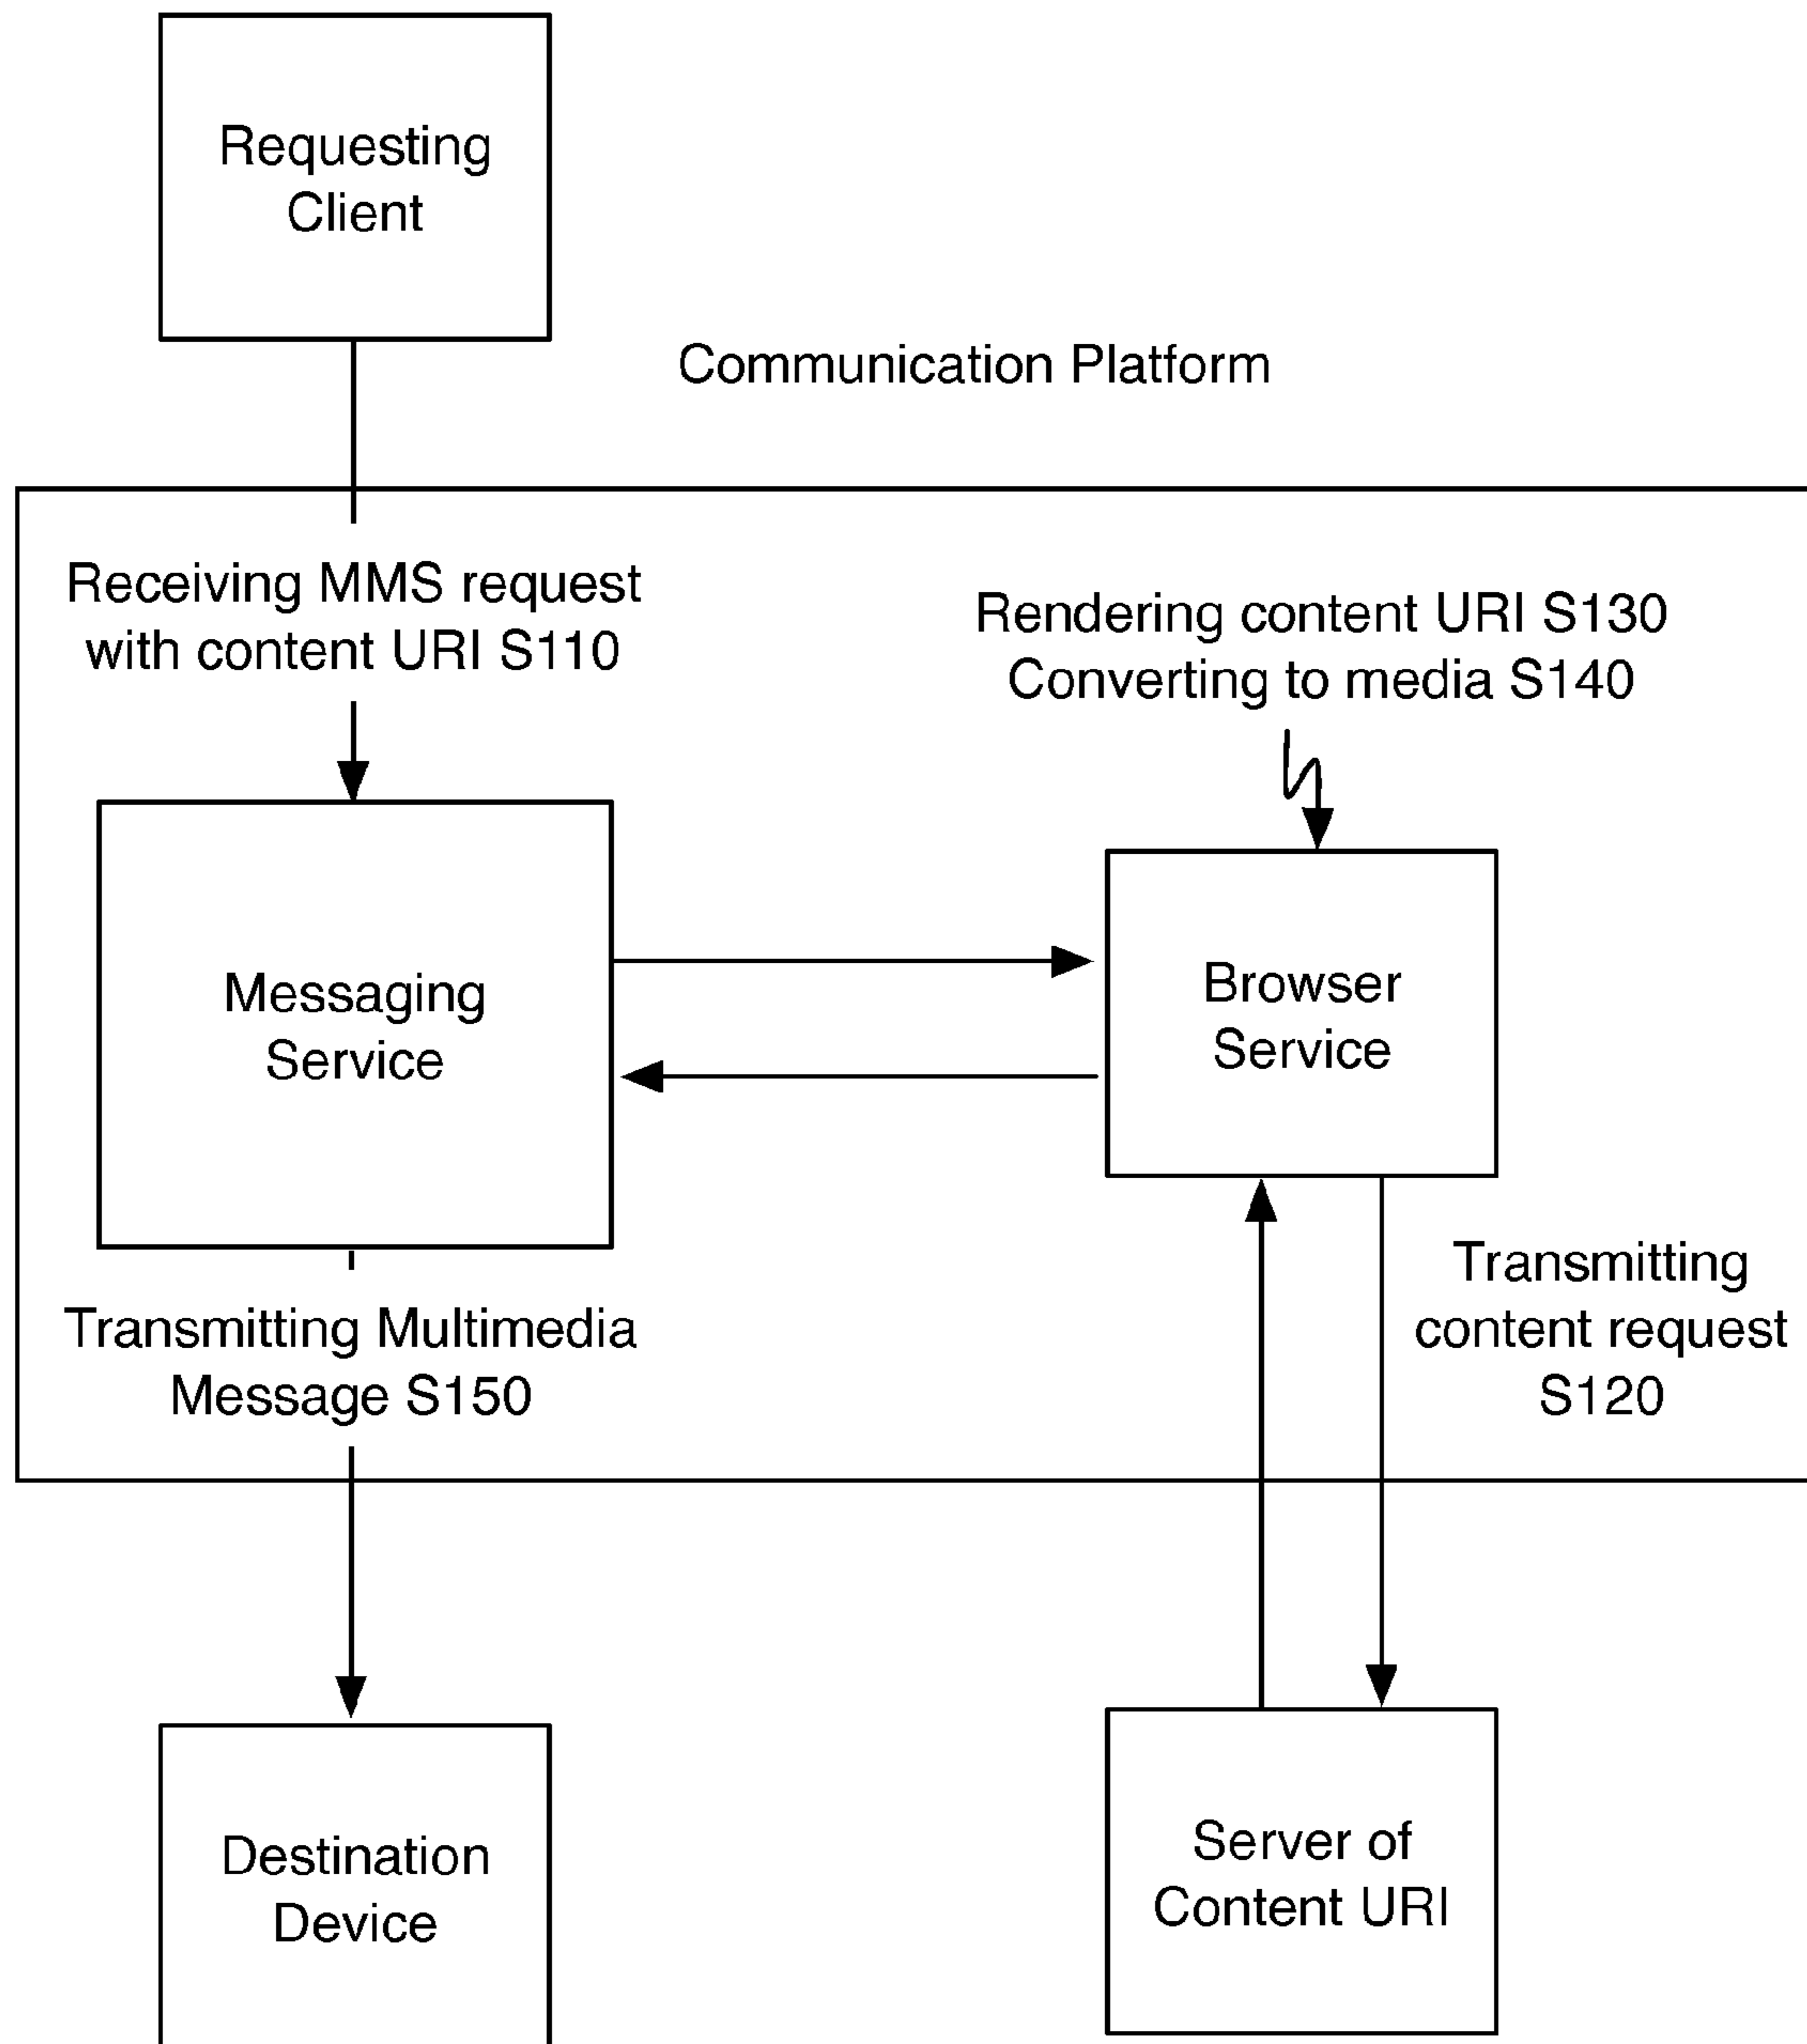 Requesting
Client
Communication Platform
Receiving MMS request
with content URI S110
Rendering content URI S130
Converting to media S140
Messaging
Service
Browser
Service
Transmitting Multimedia
Message S150
Transmitting
content request
S120
Destination
Device
Server of
Content URI